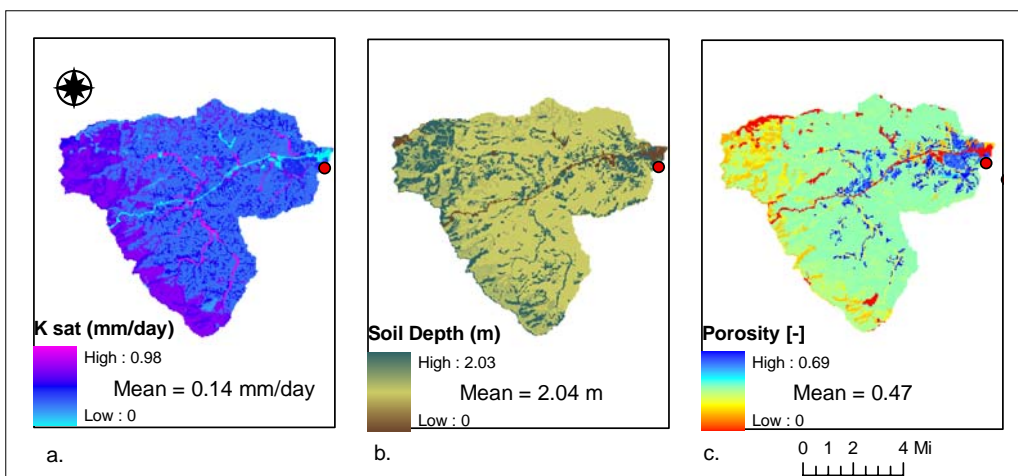 K sat (mm/day)
High : 0.98
Mean = 0.14 mm/day
Low : 0
a.
Soil Depth (m)
High : 2.03
Mean = 2.04 m
Low : 0
b.
Porosity [-]
High : 0.69
Mean = 0.47
Low : 0
c.
0 1 2 4 Mi